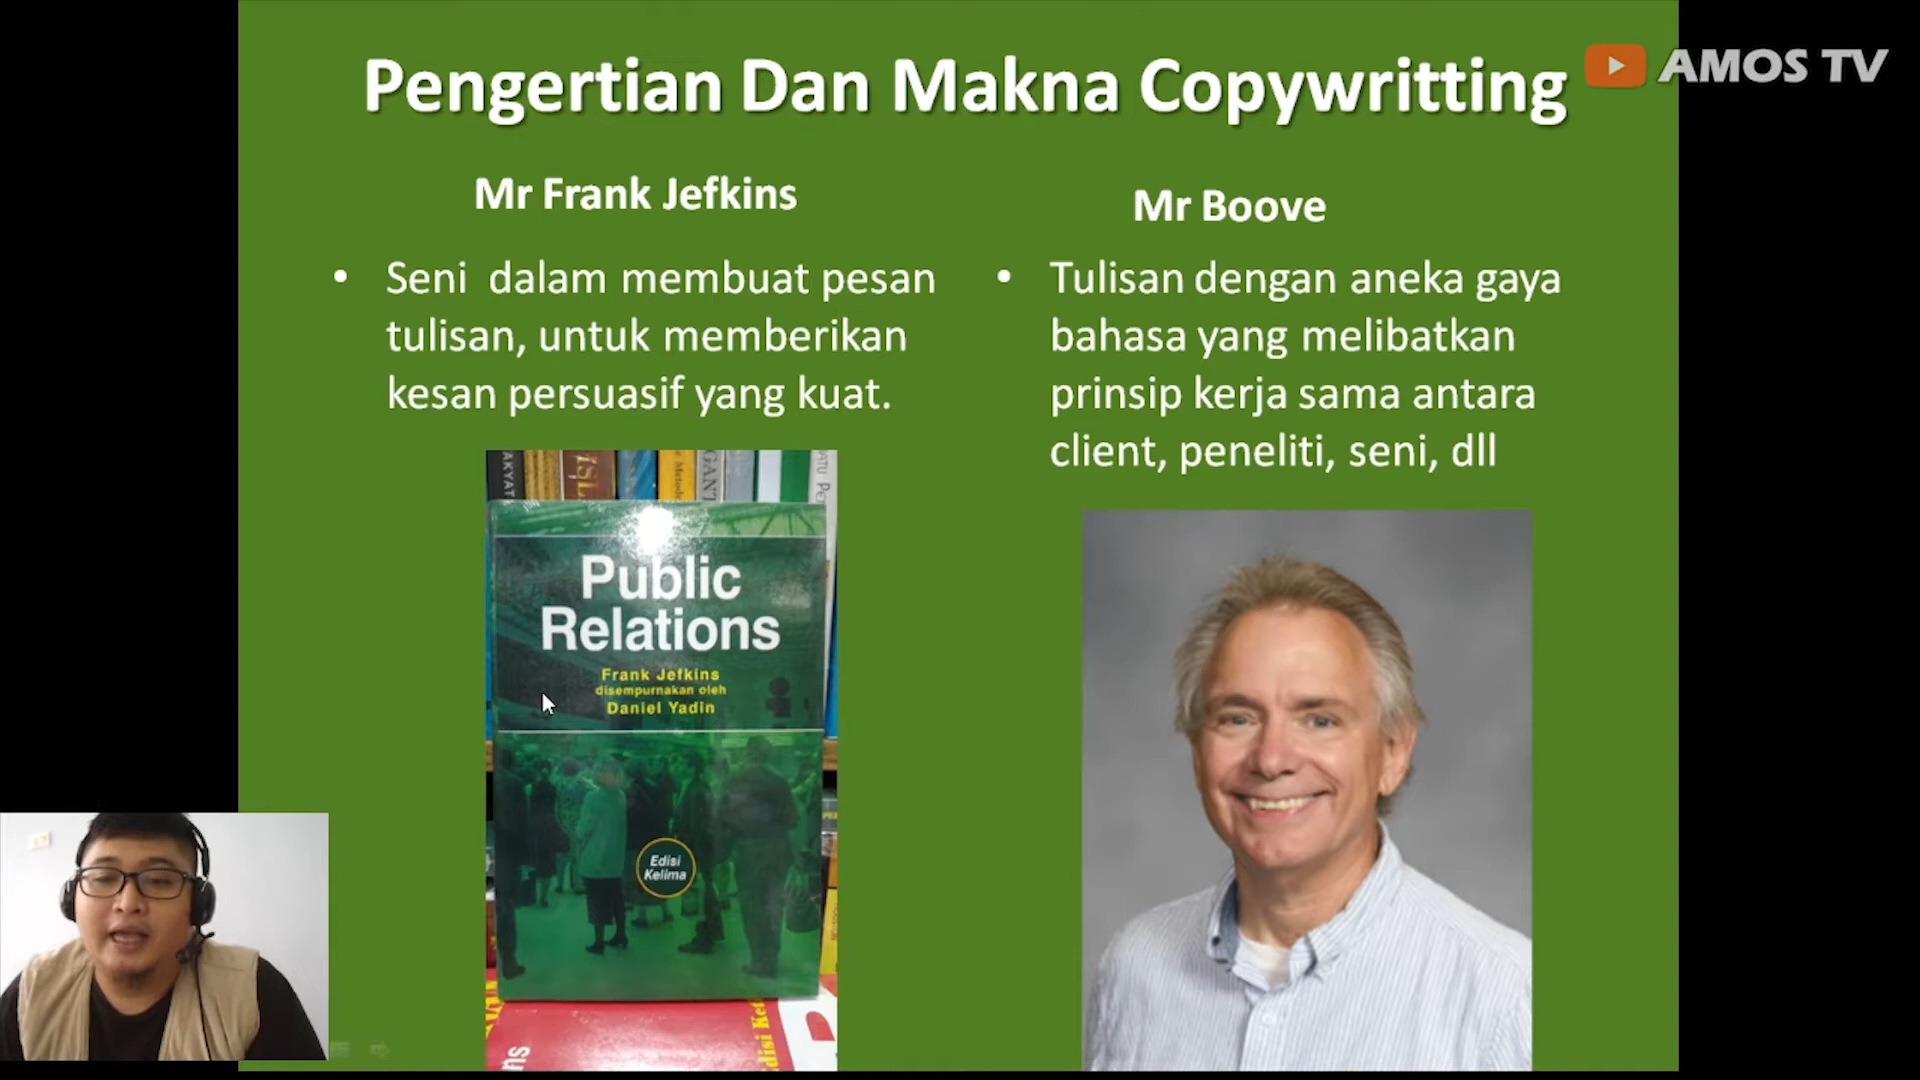 Pengertian Dan Makna Copywritting
AMOS TV
Mr Frank Jefkins
Seni dalam membuat pesan
tulisan, untuk memberikan
kesan persuasif yang kuat.
Mr Boove
Tulisan dengan aneka gaya
bahasa yang melibatkan
prinsip kerja sama antara
client, peneliti, seni, dll
Public
Relations
Frank Jefkins
disempurnakan oleh
Daniel Yadin
Edisi
Kelima